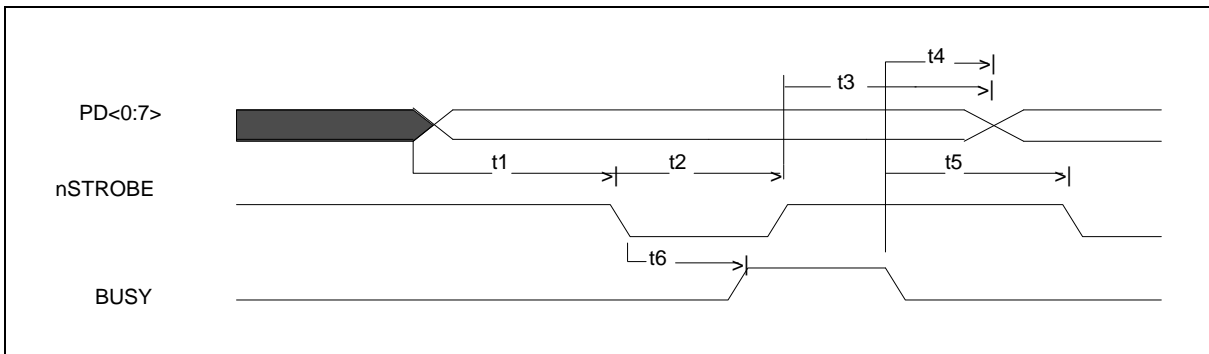 t4
t3
PD<0:7>
t1
t2
t5
nSTROBE
t6
BUSY